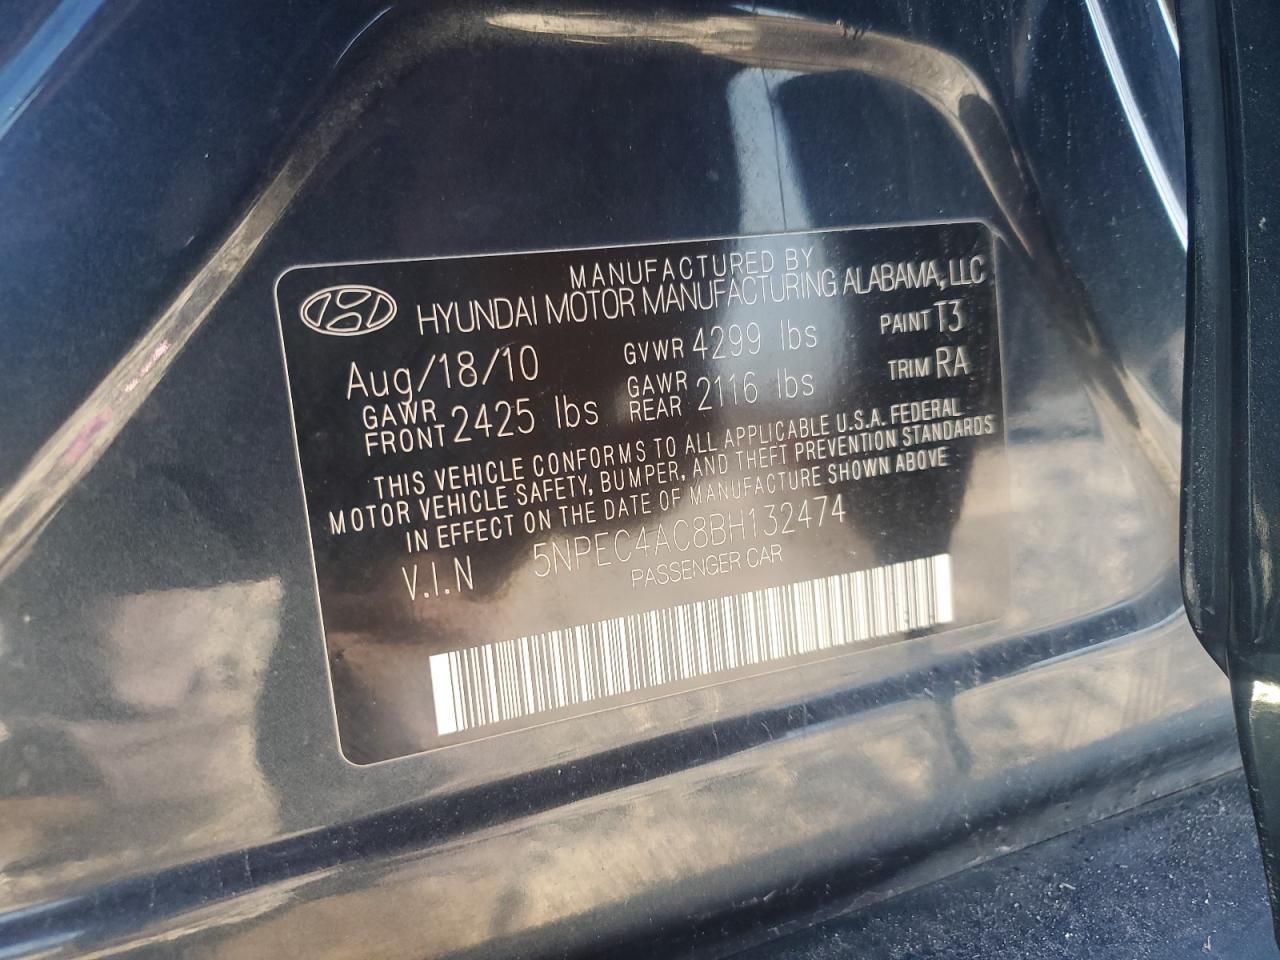 MANUFACTURED BY
HYUNDAI MOTOR MANUFACTURING ALABAMA, LLC
Aug/18/10 GVWR 4299 lbs PAINT T3
GAWR FRONT 2425 lbs GAWR REAR 2116 lbs TRIM RA
THIS VEHICLE CONFORMS TO ALL APPLICABLE U.S.A. FEDERAL
MOTOR VEHICLE SAFETY, BUMPER, AND THEFT PREVENTION STANDARDS
IN EFFECT ON THE DATE OF MANUFACTURE SHOWN ABOVE
V.I.N 5NPEC4AC8BH132474
PASSENGER CAR